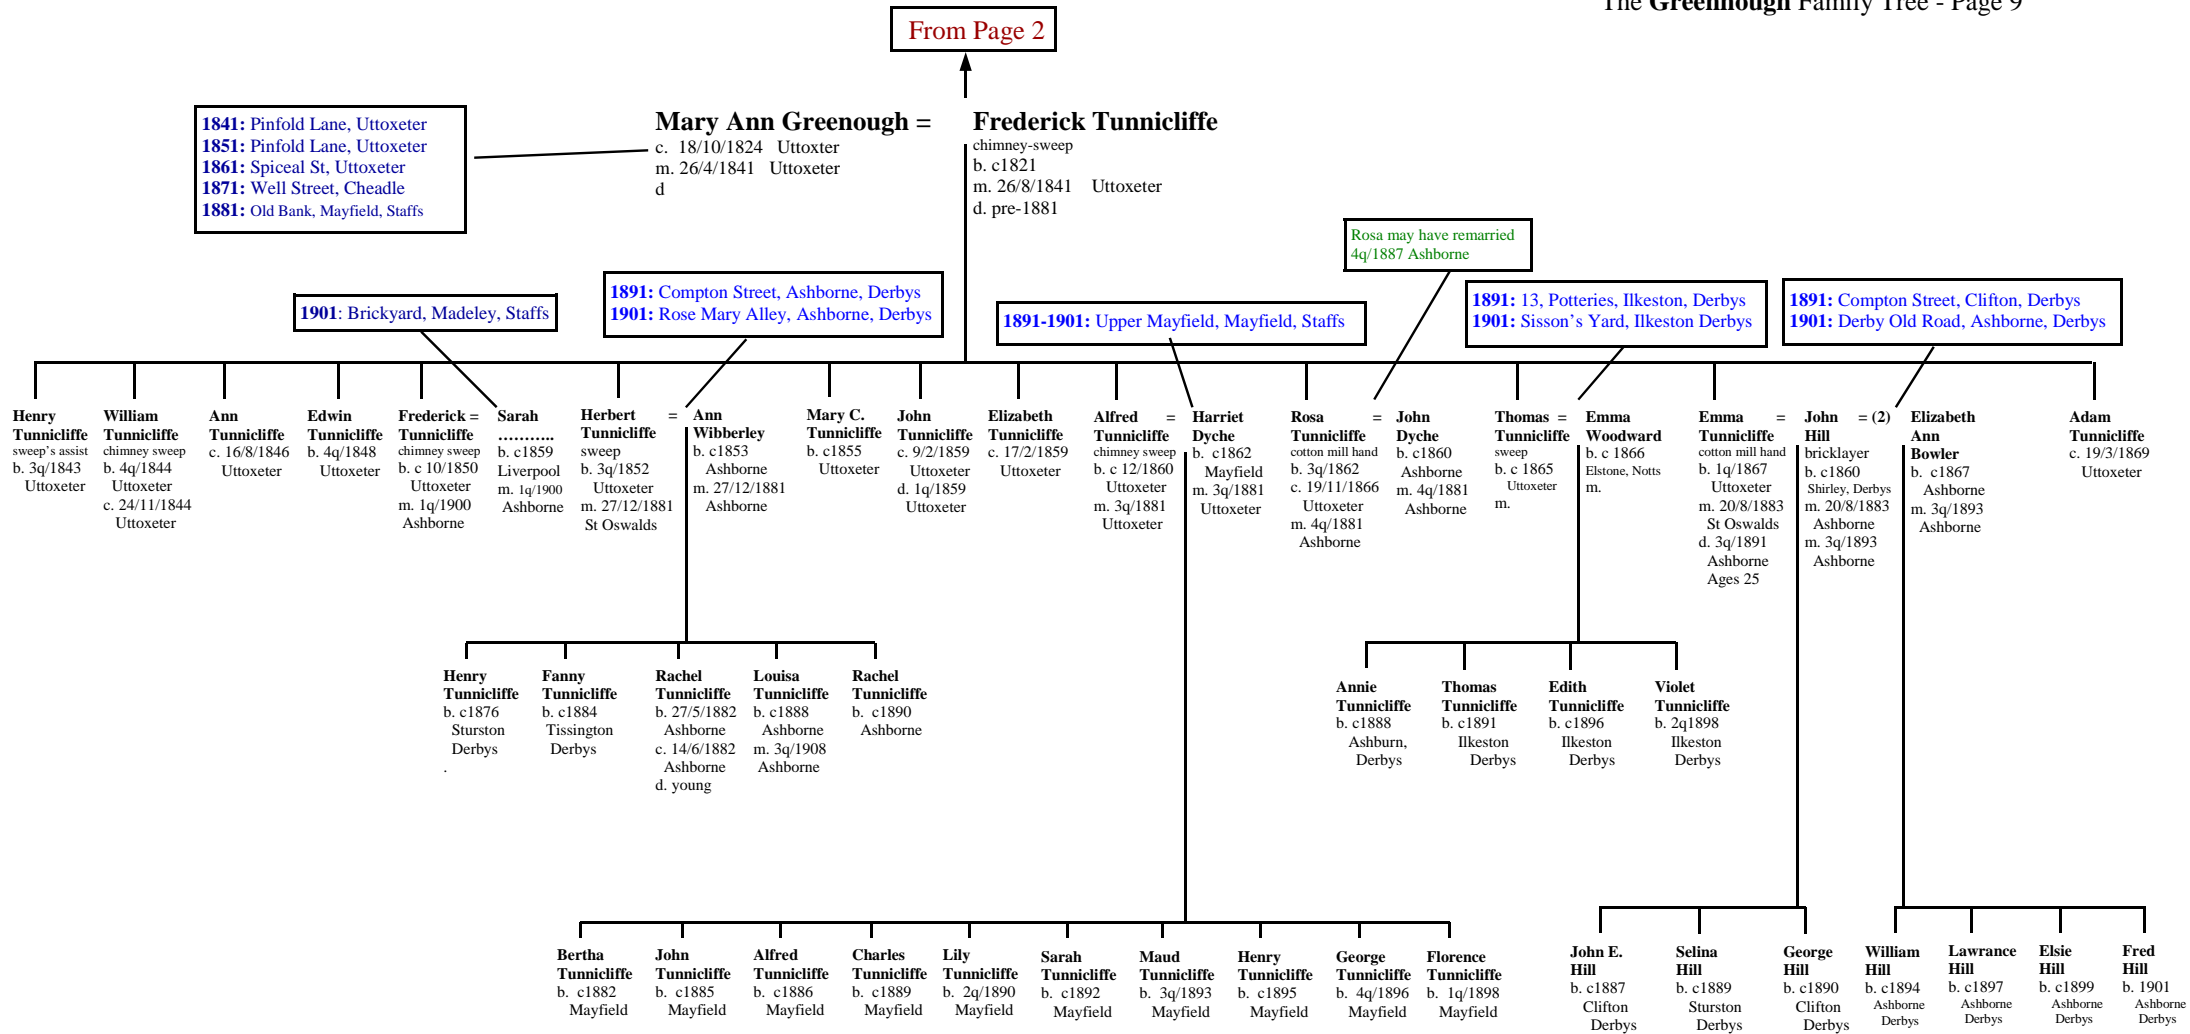 The Greenhough Family Tree - Page 9
From Page 2
1841: Pinfold Lane, Uttoxeter
1851: Pinfold Lane, Uttoxeter
1861: Spiceal St, Uttoxeter
1871: Well Street, Cheadle
1881: Old Bank, Mayfield, Staffs
Mary Ann Greenough =
c. 18/10/1824 Uttoxter
m. 26/4/1841 Uttoxeter
d
Frederick Tunnicliffe
chimney-sweep
b. c1821
m. 26/8/1841 Uttoxeter
d. pre-1881
Rosa may have remarried
4q/1887 Ashborne
1901: Brickyard, Madeley, Staffs
1891: Compton Street, Ashborne, Derbys
1901: Rose Mary Alley, Ashborne, Derbys
1891-1901: Upper Mayfield, Mayfield, Staffs
1891: 13, Potteries, Ilkeston, Derbys
1901: Sisson's Yard, Ilkeston Derbys
1891: Compton Street, Clifton, Derbys
1901: Derby Old Road, Ashborne, Derbys
Henry
Tunnicliffe
sweep's assist
b. 3q/1843
Uttoxeter
William
Tunnicliffe
chimney sweep
b. 4q/1844
Uttoxeter
c. 24/11/1844
Uttoxeter
Ann
Tunnicliffe
c. 16/8/1846
Uttoxeter
Edwin
Tunnicliffe
b. 4q/1848
Uttoxeter
Frederick =
Tunnicliffe
chimney sweep
b. c 10/1850
Uttoxeter
m. 1q/1900
Ashborne
Sarah
………..
b. c1859
Liverpool
m. 1q/1900
Ashborne
Herbert =
Tunnicliffe
sweep
b. 3q/1852
Uttoxeter
m. 27/12/1881
St Oswalds
Ann
Wibberley
b. c1853
Ashborne
m. 27/12/1881
Ashborne
Mary C.
Tunnicliffe
b. c1855
Uttoxeter
John
Tunnicliffe
c. 9/2/1859
Uttoxeter
d. 1q/1859
Uttoxeter
Elizabeth
Tunnicliffe
c. 17/2/1859
Uttoxeter
Alfred =
Tunnicliffe
chimney sweep
b. c 12/1860
Uttoxeter
m. 3q/1881
Uttoxeter
Harriet
Dyche
b. c1862
Mayfield
m. 3q/1881
Uttoxeter
Rosa =
Tunnicliffe
cotton mill hand
b. 3q/1862
c. 19/11/1866
Uttoxeter
m. 4q/1881
Ashborne
John
Dyche
b. c1860
Ashborne
m. 4q/1881
Ashborne
Thomas =
Tunnicliffe
sweep
b. c 1865
Uttoxeter
m.
Emma
Woodward
b. c 1866
Elstone, Notts
m.
Emma =
Tunnicliffe
cotton mill hand
b. 1q/1867
Uttoxeter
m. 20/8/1883
St Oswalds
d. 3q/1891
Ashborne
Ages 25
John = (2)
Hill
bricklayer
b. c1860
Shirley, Derbys
m. 20/8/1883
Ashborne
m. 3q/1893
Ashborne
Elizabeth
Ann
Bowler
b. c1867
Ashborne
m. 3q/1893
Ashborne
Adam
Tunnicliffe
c. 19/3/1869
Uttoxeter
Henry
Tunnicliffe
b. c1876
Sturston
Derbys
.
Fanny
Tunnicliffe
b. c1884
Tissington
Derbys
Rachel
Tunnicliffe
b. 27/5/1882
Ashborne
c. 14/6/1882
Ashborne
d. young
Louisa
Tunnicliffe
b. c1888
Ashborne
m. 3q/1908
Ashborne
Rachel
Tunnicliffe
b. c1890
Ashborne
Annie
Tunnicliffe
b. c1888
Ashburn,
Derbys
Thomas
Tunnicliffe
b. c1891
Ilkeston
Derbys
Edith
Tunnicliffe
b. c1896
Ilkeston
Derbys
Violet
Tunnicliffe
b. 2q1898
Ilkeston
Derbys
Bertha
Tunnicliffe
b. c1882
Mayfield
John
Tunnicliffe
b. c1885
Mayfield
Alfred
Tunnicliffe
b. c1886
Mayfield
Charles
Tunnicliffe
b. c1889
Mayfield
Lily
Tunnicliffe
b. 2q/1890
Mayfield
Sarah
Tunnicliffe
b. c1892
Mayfield
Maud
Tunnicliffe
b. 3q/1893
Mayfield
Henry
Tunnicliffe
b. c1895
Mayfield
George
Tunnicliffe
b. 4q/1896
Mayfield
Florence
Tunnicliffe
b. 1q/1898
Mayfield
John E.
Hill
b. c1887
Clifton
Derbys
Selina
Hill
b. c1889
Sturston
Derbys
George
Hill
b. c1890
Clifton
Derbys
William
Hill
b. c1894
Ashborne
Derbys
Lawrance
Hill
b. c1897
Ashborne
Derbys
Elsie
Hill
b. c1899
Ashborne
Derbys
Fred
Hill
b. 1901
Ashborne
Derbys